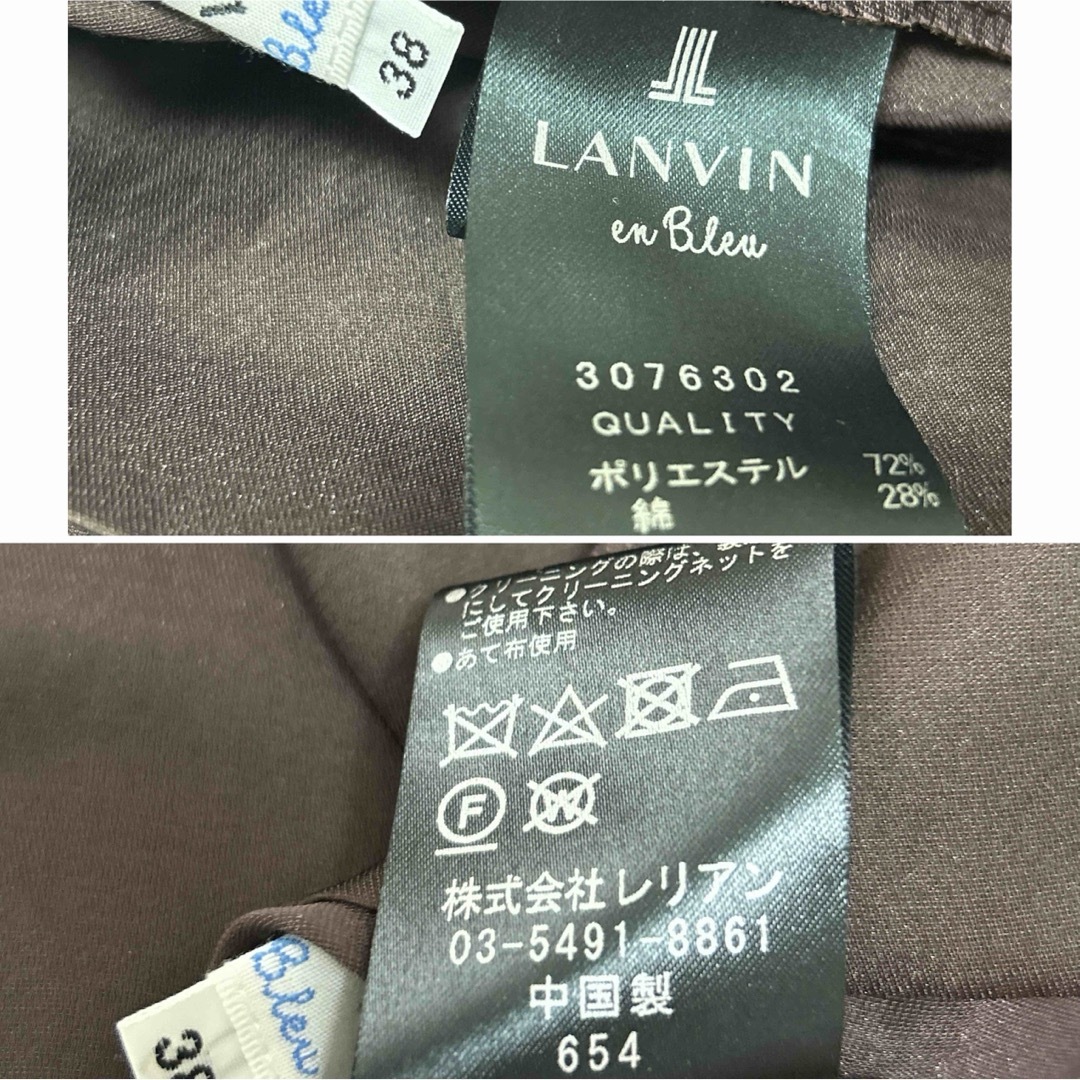 Bleu
38
LANVIN
en Bleu
3076302
QUALITY
ポリエステル 72%
綿 28%
●クリーニングの際は、
にしてクリーニングネットを
ご使用下さい。
●あて布使用
F W
株式会社レリアン
03-5491-8861
中国製
654
Bleu
38